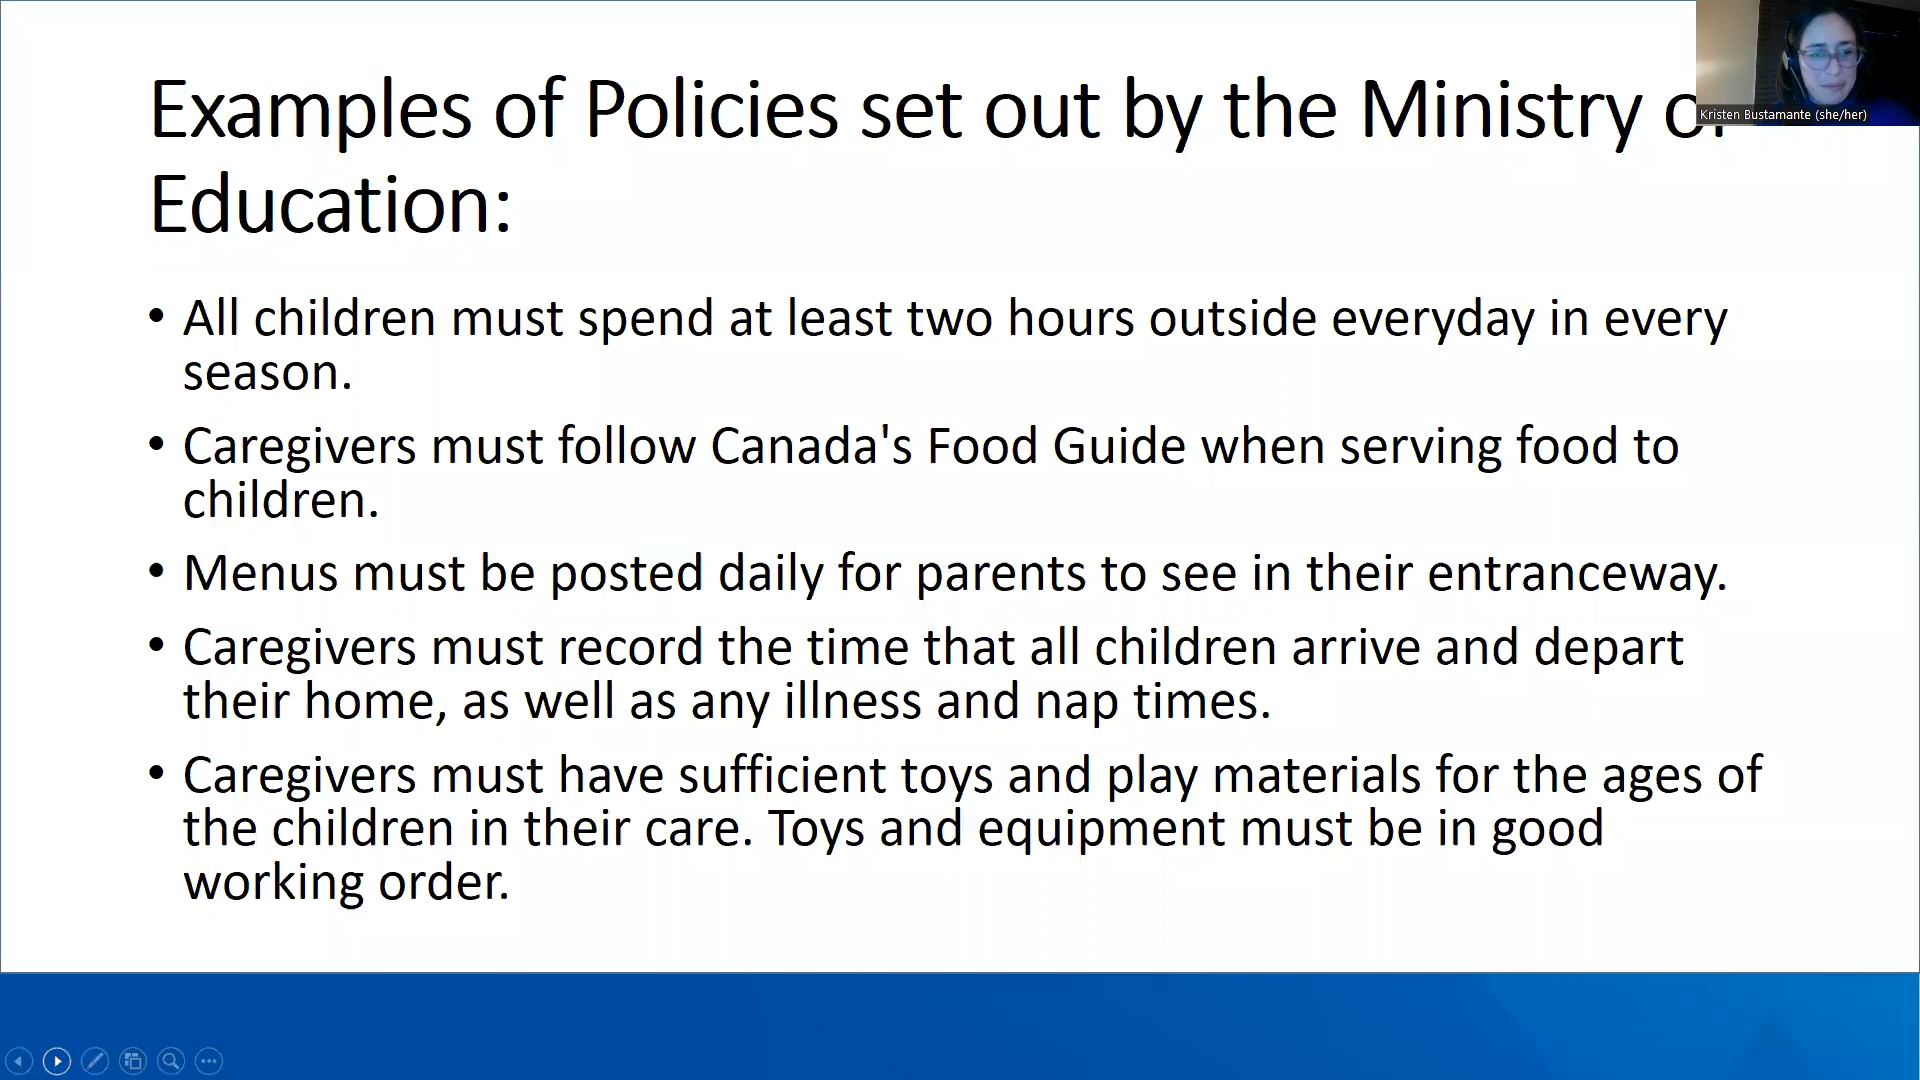 Examples of Policies set out by the Ministry of
Education:
Kristen Bustamante (she/her)
• All children must spend at least two hours outside everyday in every
season.
• Caregivers must follow Canada's Food Guide when serving food to
children.
• Menus must be posted daily for parents to see in their entranceway.
• Caregivers must record the time that all children arrive and depart
their home, as well as any illness and nap times.
• Caregivers must have sufficient toys and play materials for the ages of
the children in their care. Toys and equipment must be in good
working order.